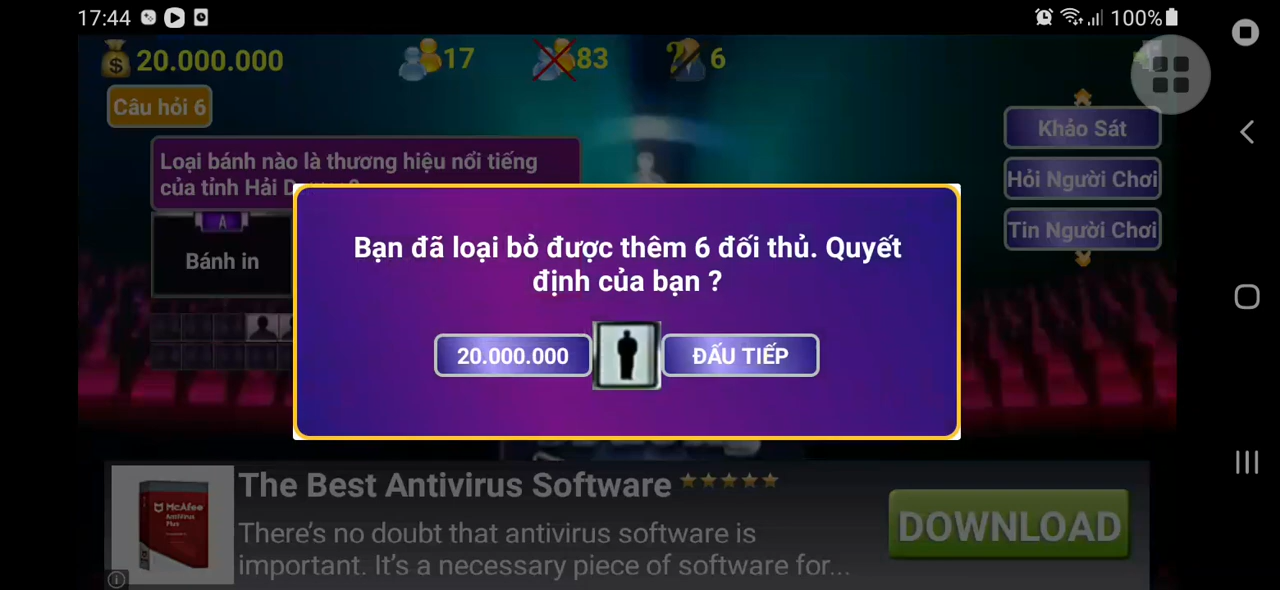 17:44
100%
20.000.000
17
83
6
Câu hỏi 6
Khảo Sát
Loại bánh nào là thương hiệu nổi tiếng
của tỉnh Hải
Hỏi Người Chơi
A
Tin Người Chơi
Bánh in
Bạn đã loại bỏ được thêm 6 đối thủ. Quyết
định của bạn ?
20.000.000
ĐẤU TIẾP
The Best Antivirus Software
McAfee
AntiVirus
Plus
There's no doubt that antivirus software is
important. It's a necessary piece of software for...
DOWNLOAD